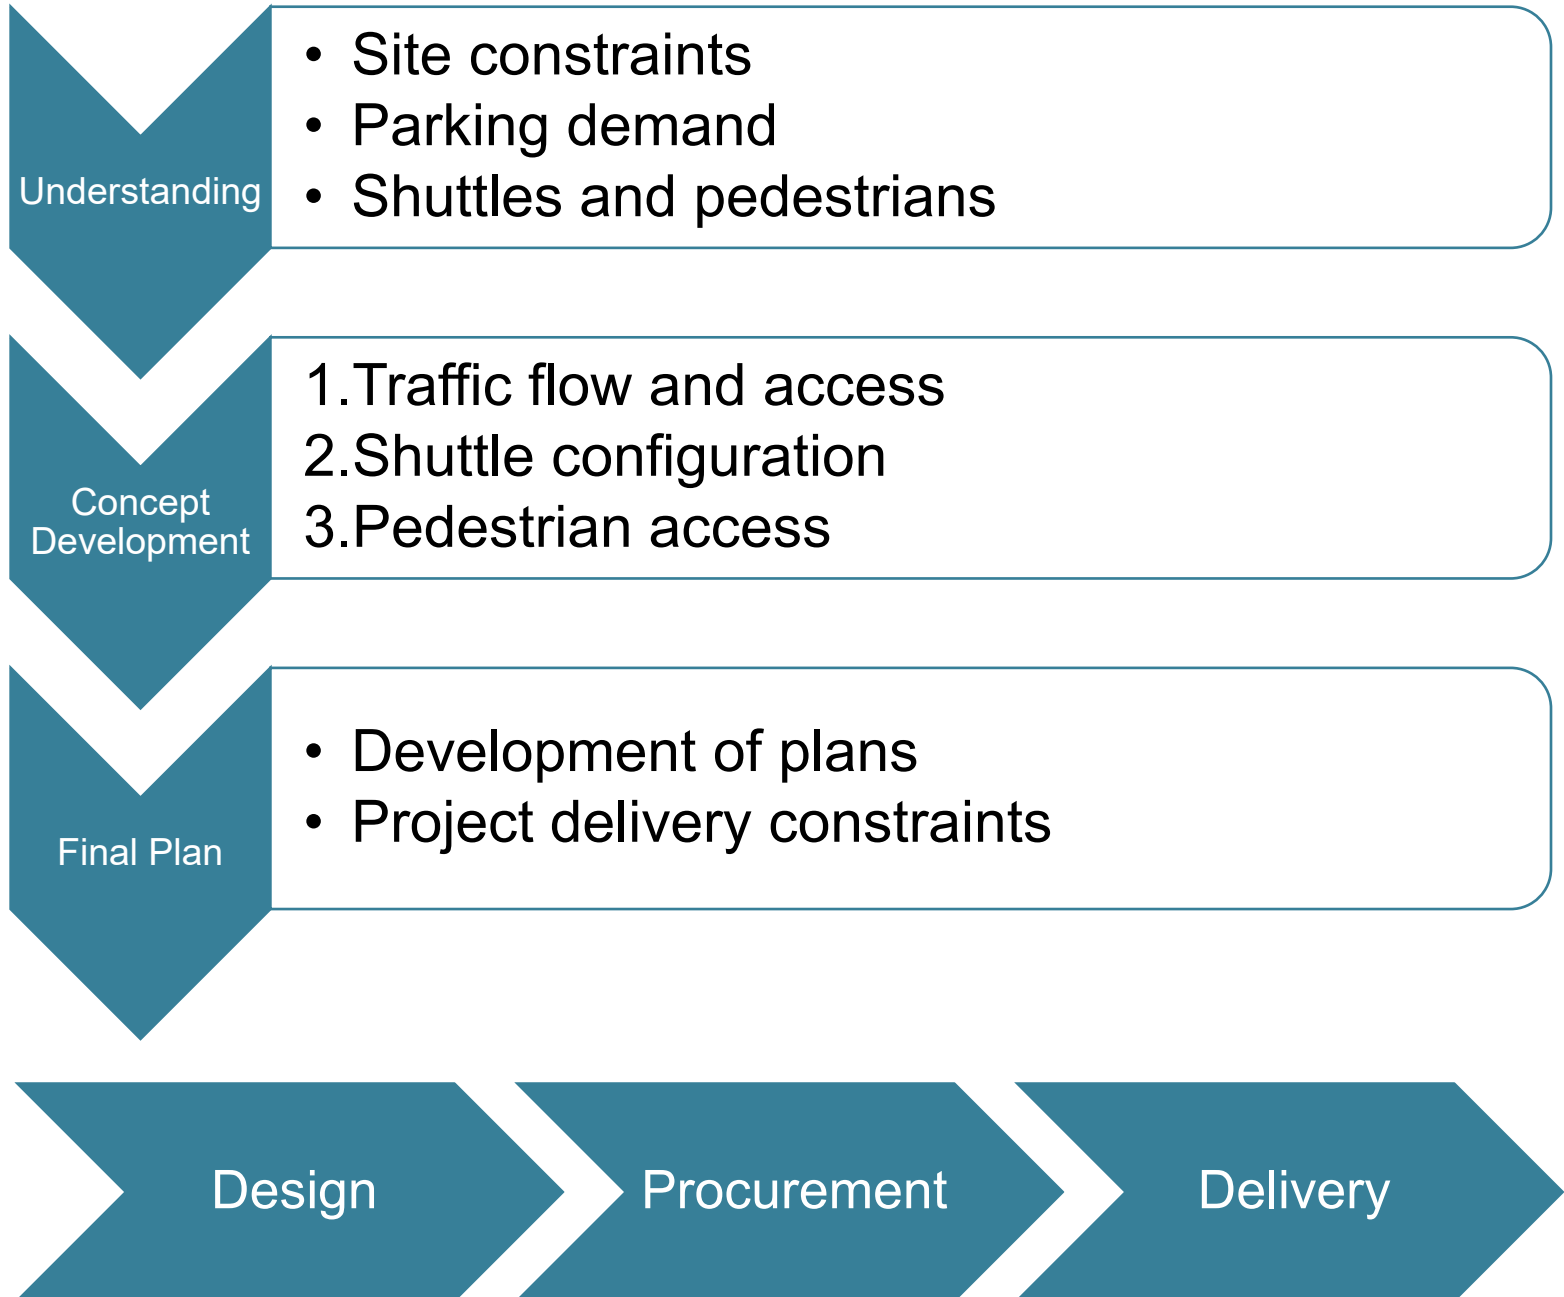 Understanding
• Site constraints
• Parking demand
• Shuttles and pedestrians
Concept
Development
1.Traffic flow and access
2.Shuttle configuration
3.Pedestrian access
Final Plan
• Development of plans
• Project delivery constraints
Design
Procurement
Delivery